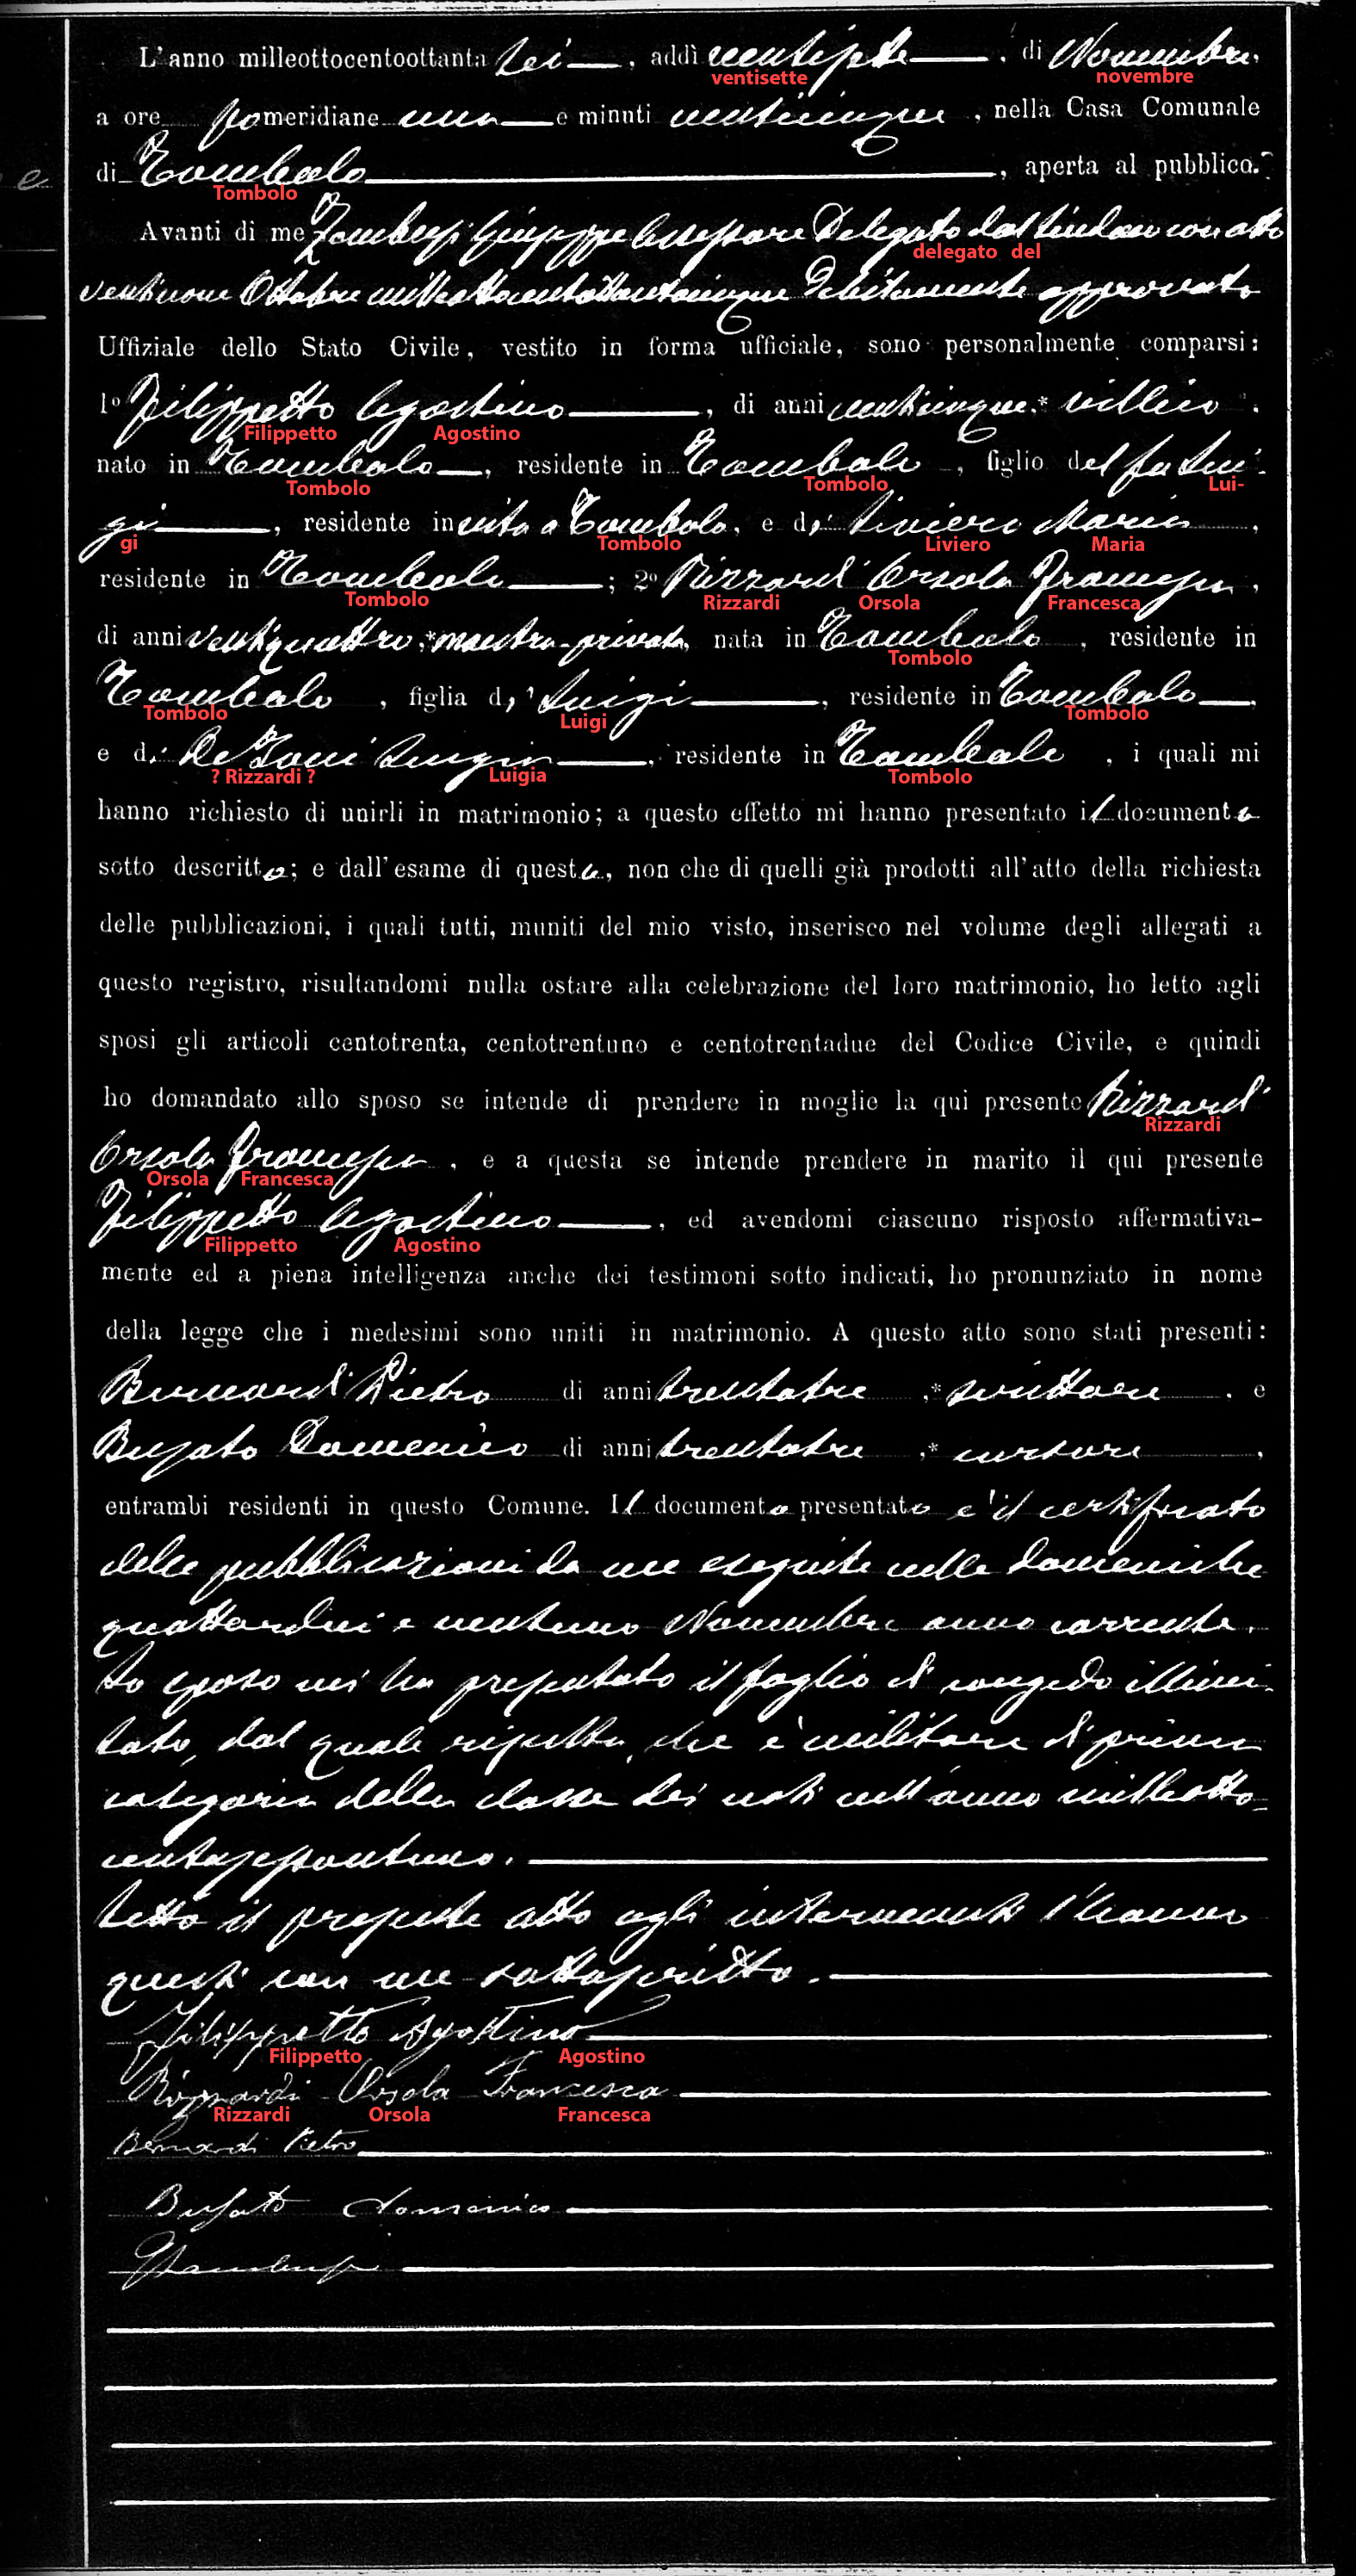 L'anno milleottocentoottanta sei, addì ventisette, di Novembre,
ventisette novembre
a ore pomeridiane una e minuti venticinque, nella Casa Comunale
di Tombolo, aperta al pubblico.
Tombolo
Avanti di me Zambusi Giuseppe Assessore Delegato dal Sindaco con atto
delegato del
ventinove Ottobre milleottocentottantacinque Debitamente approvato
Uffiziale dello Stato Civile, vestito in forma ufficiale, sono personalmente comparsi:
1º Filippetto Agostino, di anni venticinque,* villico,
Filippetto Agostino
nato in Tombolo, residente in Tombolo, figlio del fu Lui-
Tombolo Tombolo Lui-
gi, residente in vita a Tombolo, e di Liviero Maria,
gi Tombolo Liviero Maria
residente in Tombolo; 2º Rizzardi Orsola Francesca,
Tombolo Rizzardi Orsola Francesca
di anni ventiquattro,* maestra privata, nata in Tombolo, residente in
Tombolo
Tombolo, figlia di Luigi, residente in Tombolo,
Tombolo Luigi Tombolo
e di De Toni Luigia, residente in Tombolo, i quali mi
? Rizzardi ? Luigia Tombolo
hanno richiesto di unirli in matrimonio; a questo effetto mi hanno presentato il documento
sotto descritto; e dall'esame di questo, non che di quelli già prodotti all'atto della richiesta
delle pubblicazioni, i quali tutti, muniti del mio visto, inserisco nel volume degli allegati a
questo registro, risultandomi nulla ostare alla celebrazione del loro matrimonio, ho letto agli
sposi gli articoli centotrenta, centotrentuno e centotrentadue del Codice Civile, e quindi
ho domandato allo sposo se intende di prendere in moglie la qui presente Rizzardi
Rizzardi
Orsola Francesca, e a questa se intende prendere in marito il qui presente
Orsola Francesca
Filippetto Agostino, ed avendomi ciascuno risposto affermativa-
Filippetto Agostino
mente ed a piena intelligenza anche dei testimoni sotto indicati, ho pronunziato in nome
della legge che i medesimi sono uniti in matrimonio. A questo atto sono stati presenti:
Bernardi Pietro di anni trentatre,* scrittore, e
Busato Domenico di anni trentatre,* cursore,
entrambi residenti in questo Comune. Il documento presentato è il certificato
delle pubblicazioni da me eseguite nelle domeniche
quattordici e ventuno Novembre anno corrente.
Lo sposo mi ha presentato il foglio di congedo illimi-
tato, dal quale risulta, che è militare di prima
categoria della classe dei nati nell'anno milleotto-
centosessantuno.
Letto il presente atto agli intervenuti l'hanno
questi con me sottoscritto.
Filippetto Agostino
Filippetto Agostino
Rizzardi Orsola Francesca
Rizzardi Orsola Francesca
Bernardi Pietro
Busato Domenico
GZambusi